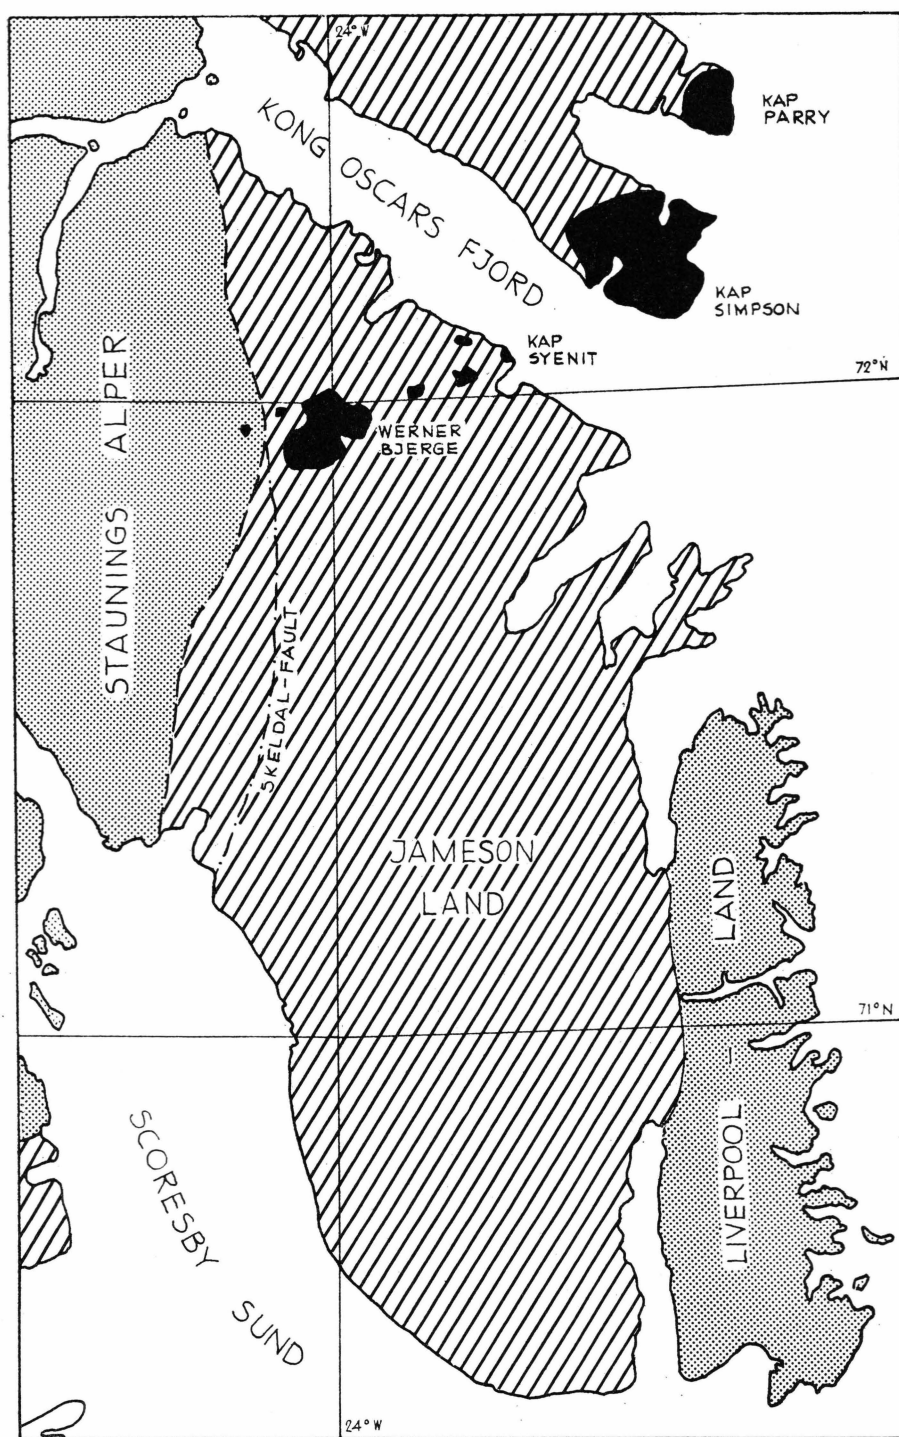 24° W
KAP
PARRY
KONG OSCARS FJORD
KAP
SIMPSON
KAP
SYENIT
72° N
STAUNINGS ALPER
WERNER
BJERGE
SKELDAL-FAULT
JAMESON
LAND
LIVERPOOL - LAND
71° N
SCORESBY SUND
24° W